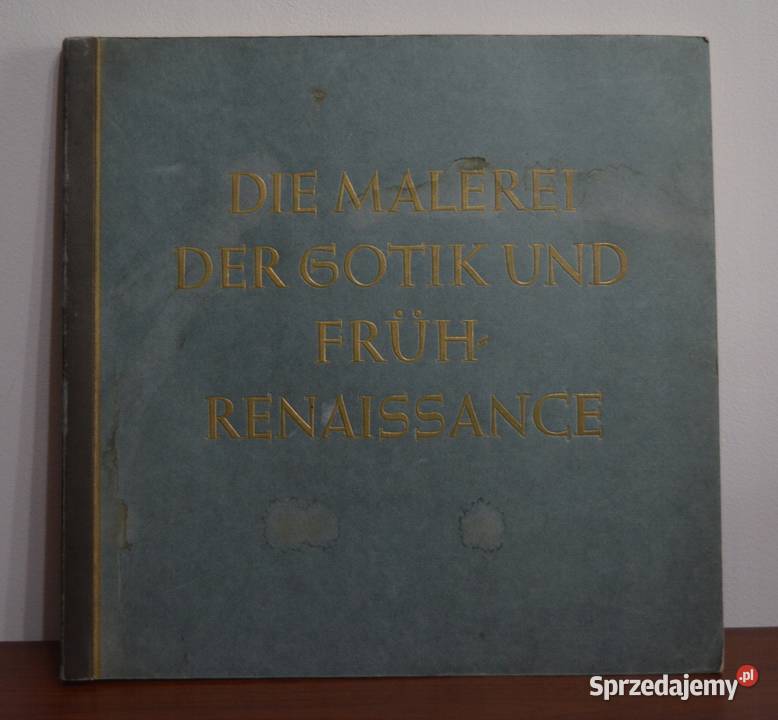 DIE MALEREI
DER GOTIK UND
FRÜH-
RENAISSANCE
Sprzedajemy.pl